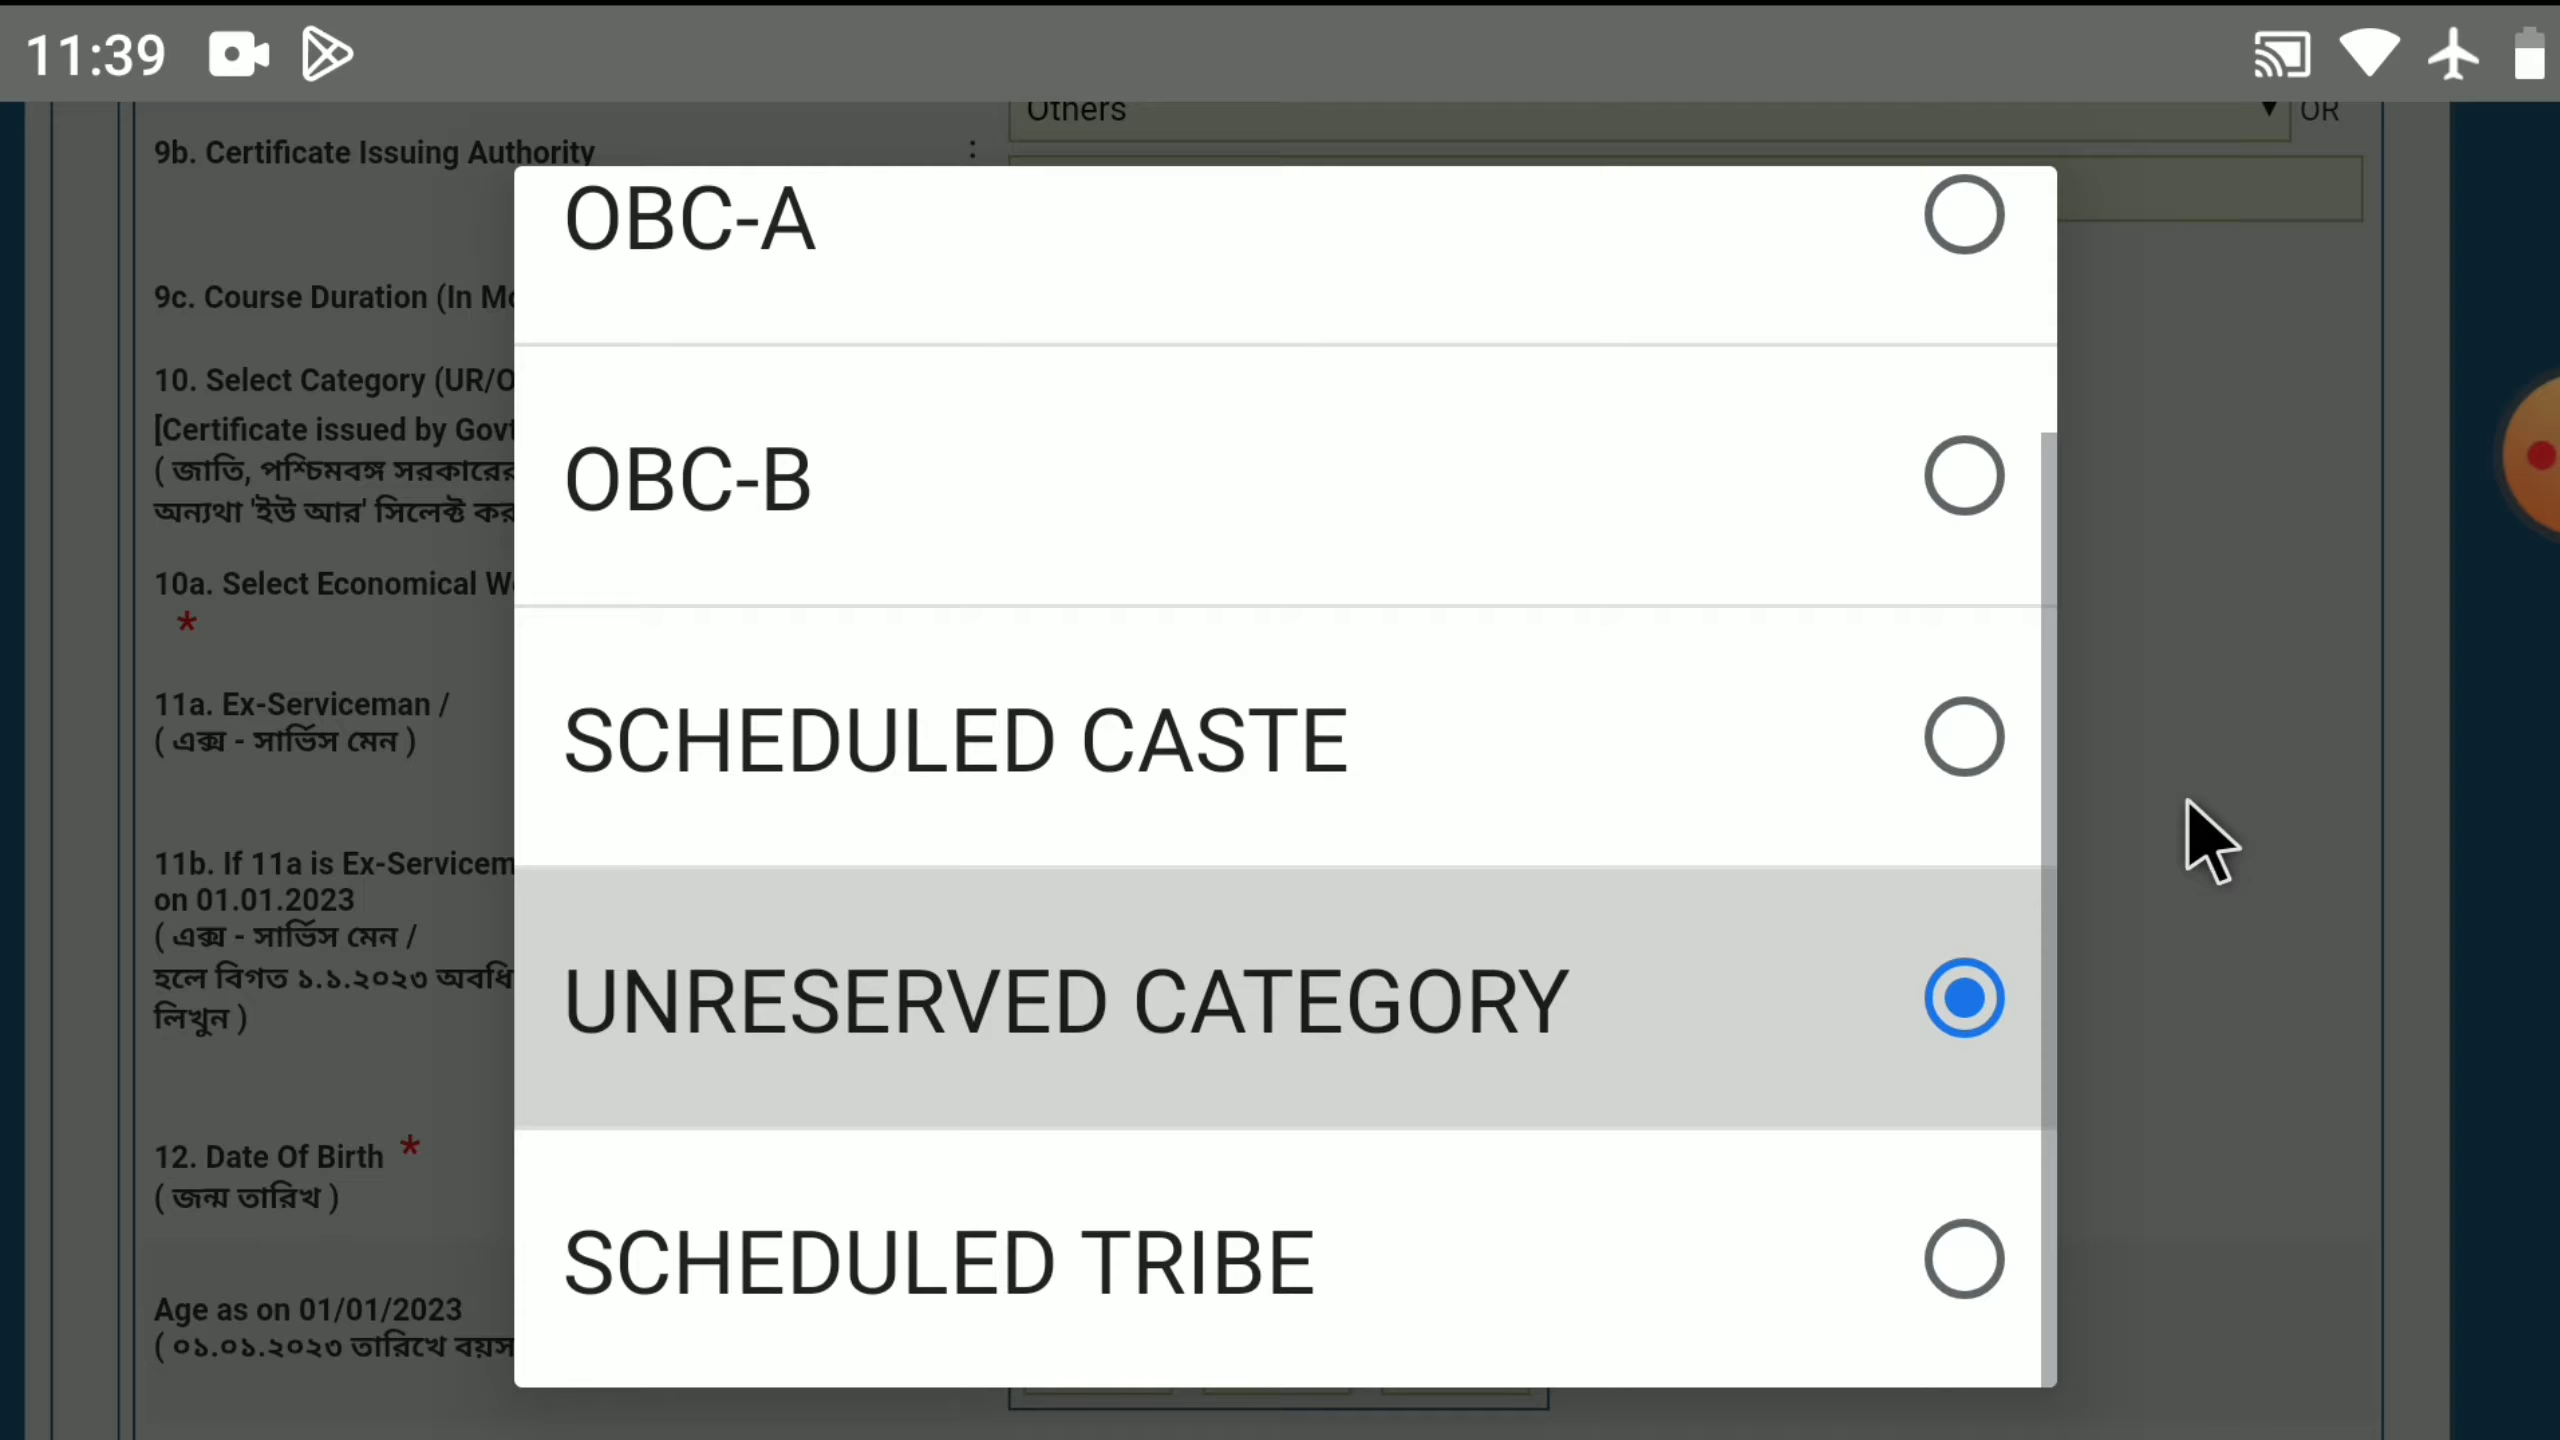 11:39
Others
OR
9b. Certificate Issuing Authority :
9c. Course Duration (In
10. Select Category (UR/O
[Certificate issued by Govt
( জাতি, পশ্চিমবঙ্গ সরকারের
অন্যথা 'ইউ আর' সিলেক্ট কর
10a. Select Economical
*
11a. Ex-Serviceman /
( এক্স - সার্ভিস মেন )
11b. If 11a is Ex-Servicem
on 01.01.2023
( এক্স - সার্ভিস মেন /
হলে বিগত ১.১.২০২৩ অবধি
লিখুন )
12. Date Of Birth *
( জন্ম তারিখ )
Age as on 01/01/2023
( ০১.০১.২০২৩ তারিখে বয়স
OBC-A
OBC-B
SCHEDULED CASTE
UNRESERVED CATEGORY
SCHEDULED TRIBE